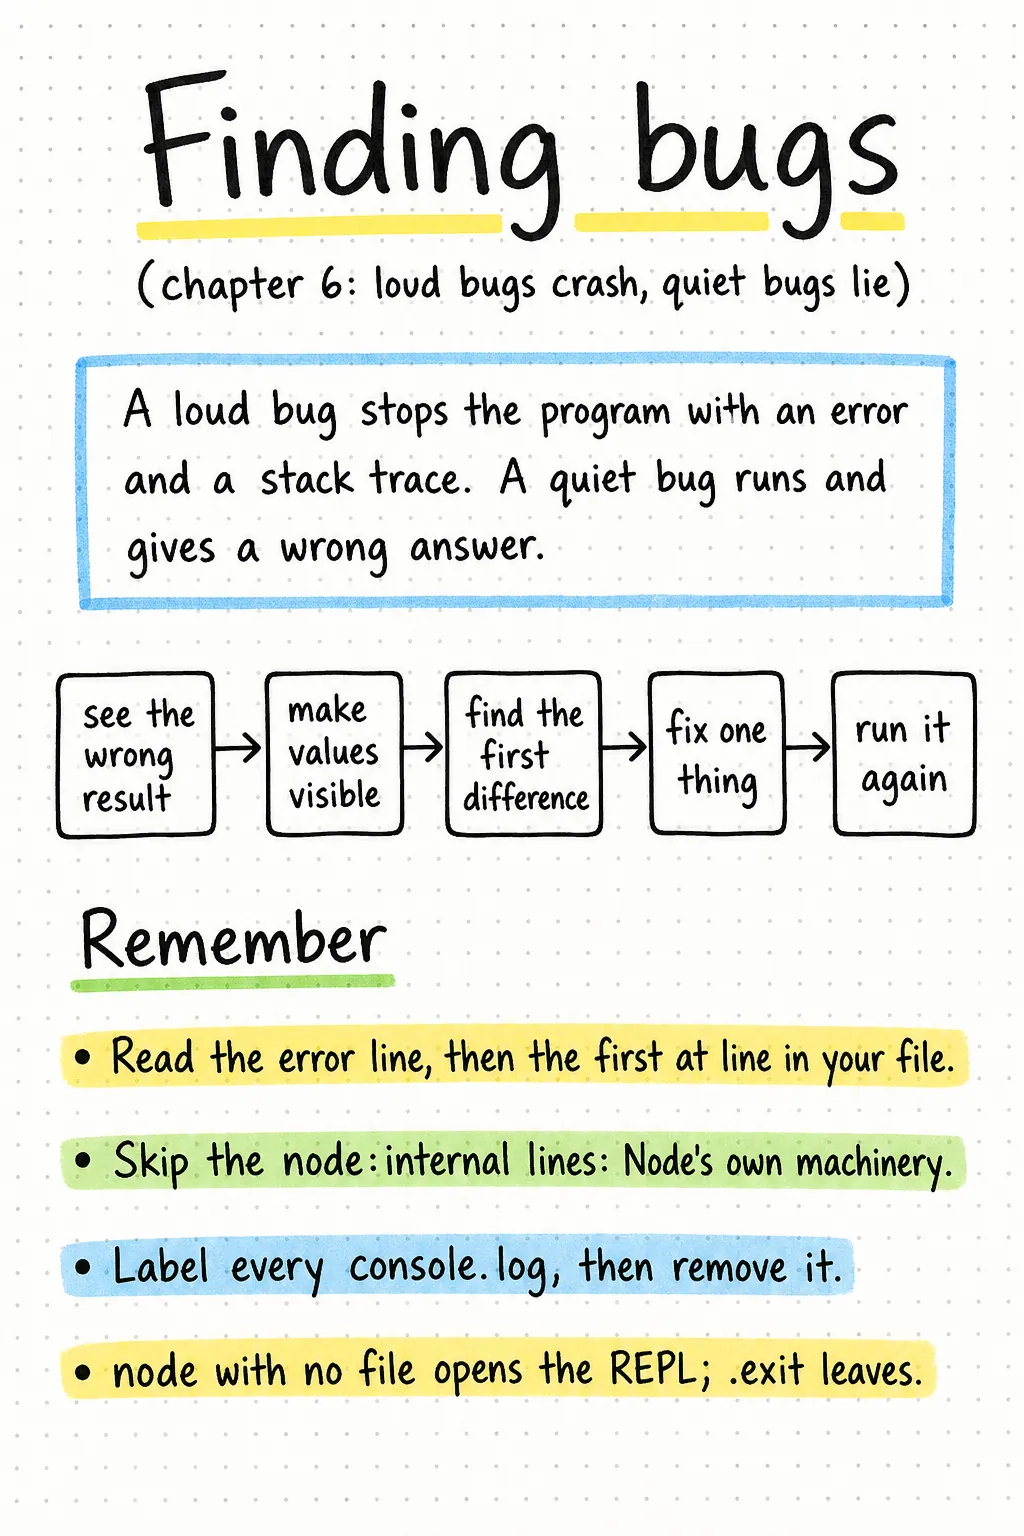 Finding bugs
(chapter 6: loud bugs crash, quiet bugs lie)
A loud bug stops the program with an error
and a stack trace. A quiet bug runs and
gives a wrong answer.
see the
wrong
result
make
values
visible
find the
first
difference
fix one
thing
run it
again
Remember
• Read the error line, then the first at line in your file.
• Skip the node:internal lines: Node's own machinery.
• Label every console.log, then remove it.
• node with no file opens the REPL; .exit leaves.